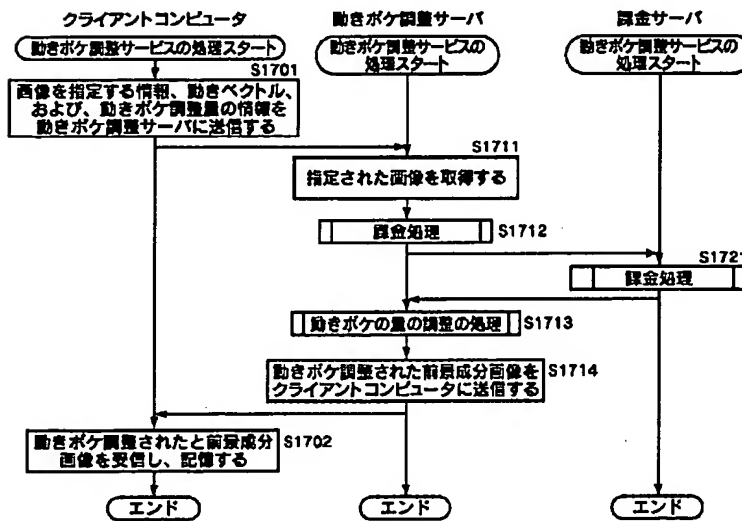 クライアントコンピュータ
動きボケ調整サーバ
課金サーバ
動きボケ調整サービスの処理スタート
動きボケ調整サービスの
処理スタート
動きボケ調整サービスの
処理スタート
S1701
画像を指定する情報、動きベクトル、
および、動きボケ調整量の情報を
動きボケ調整サーバに送信する
S1711
指定された画像を取得する
課金処理
S1712
S1721
課金処理
動きボケの量の調整の処理
S1713
動きボケ調整された前景成分画像を
クライアントコンピュータに送信する
S1714
動きボケ調整されたと前景成分
画像を受信し、記憶する
S1702
エンド
エンド
エンド